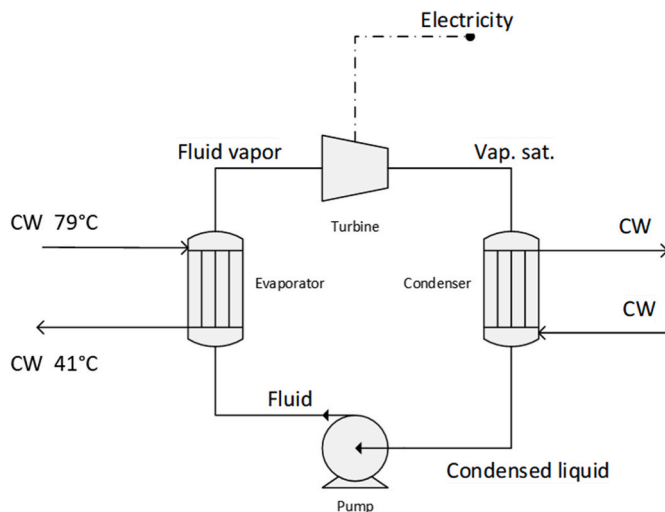 Electricity
Fluid vapor
Vap. sat.
Turbine
CW 79°C
CW
Evaporator
Condenser
CW
CW 41°C
Fluid
Condensed liquid
Pump